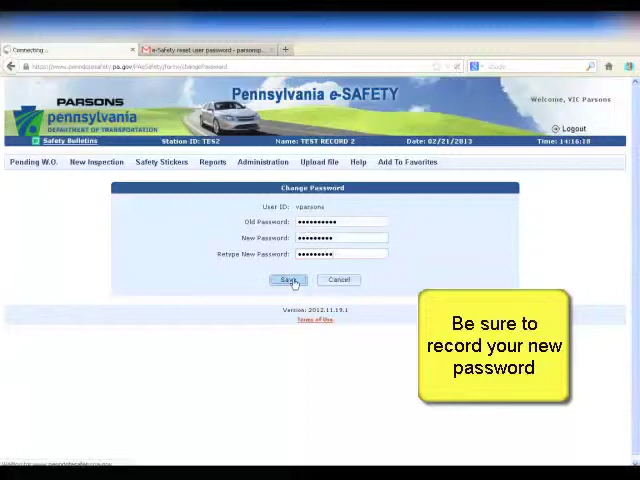 Connecting...
e-Safety reset user password - parsonsp...
Google
PARSONS
pennsylvania
DEPARTMENT OF TRANSPORTATION
Pennsylvania e-SAFETY
Welcome, VIC Parsons
Logout
Safety Bulletins Station ID: TES2 Name: TEST RECORD 2 Date: 02/21/2013 Time: 14:16:18
Pending W.O. New Inspection Safety Stickers Reports Administration Upload file Help Add To Favorites
Change Password
User ID: vparsons
Old Password: ••••••••••
New Password: •••••••••
Retype New Password: •••••••••
Save Cancel
Version: 2012.11.19.1
Terms of Use
Be sure to
record your new
password